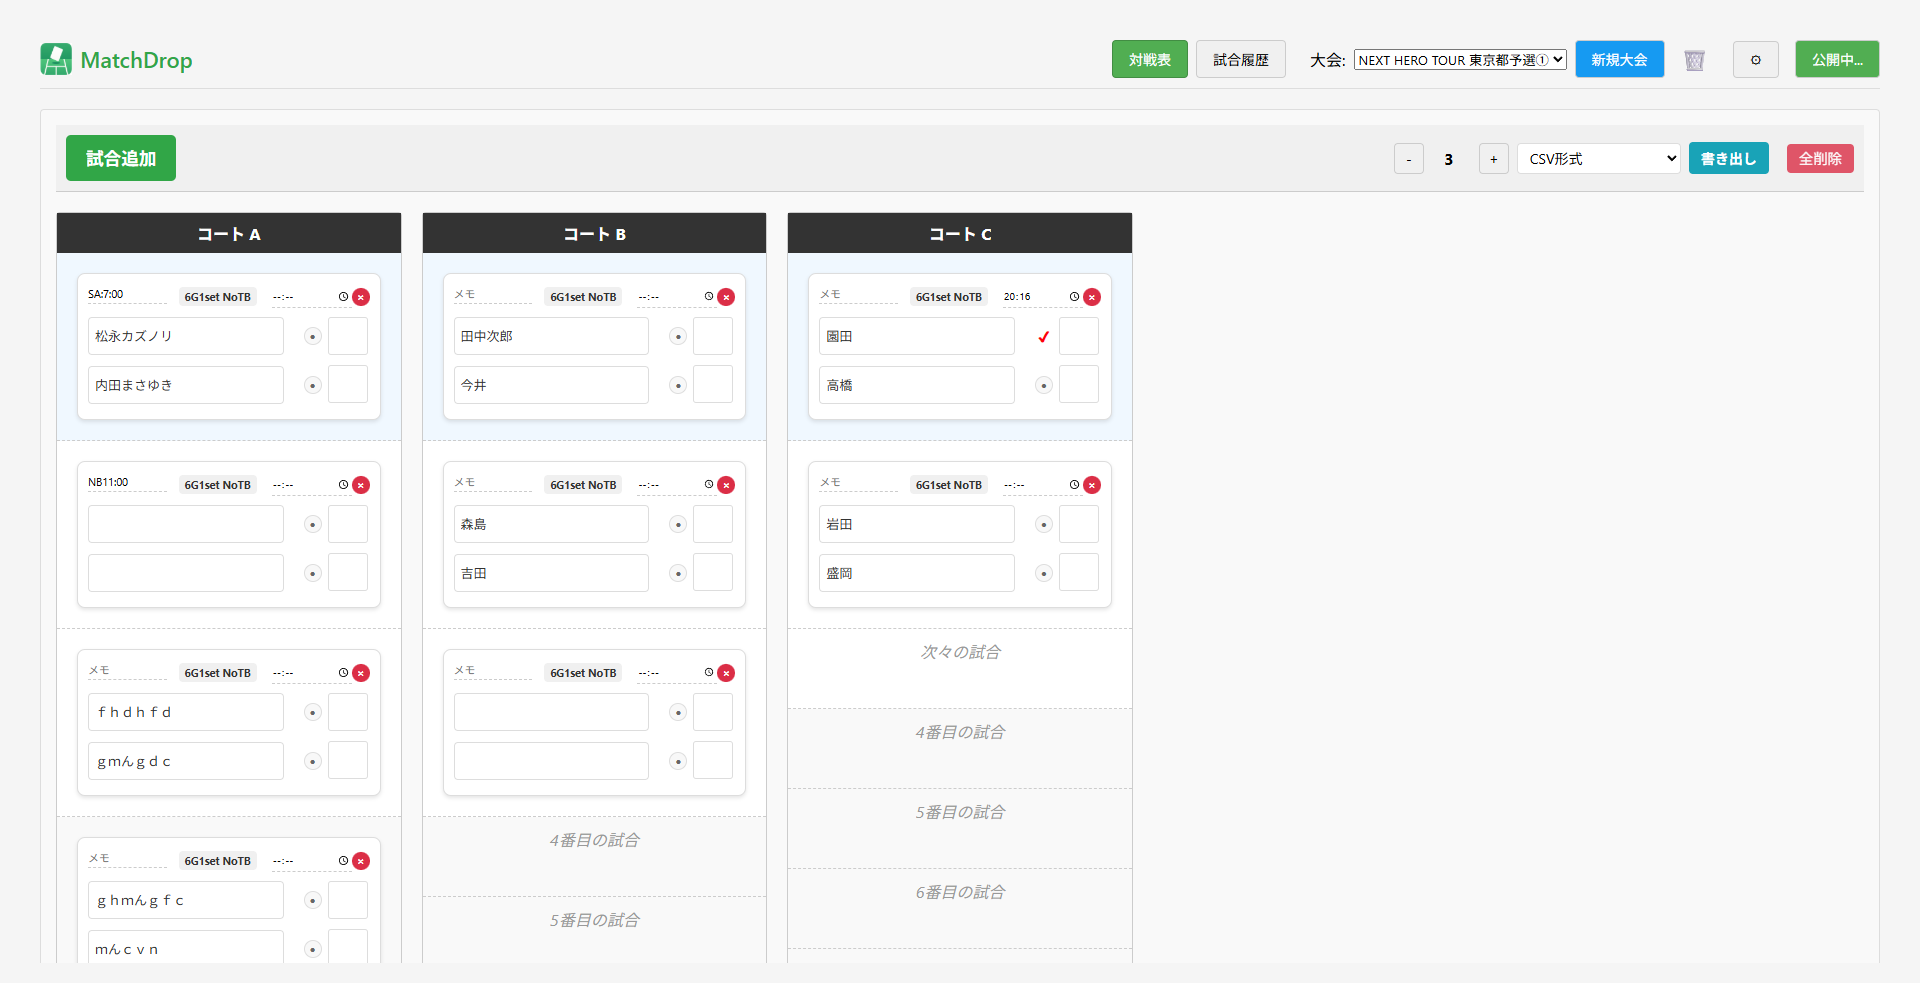 MatchDrop
対戦表 試合履歴 大会: NEXT HERO TOUR 東京都予選① 新規大会 公開中...
試合追加
- 3 + CSV形式 書き出し 全削除
コート A
SA:7:00 6G1set NoTB --:--
松永カズノリ
内田まさゆき
NB11:00 6G1set NoTB --:--
メモ 6G1set NoTB --:--
ｆｈｄｈｆｄ
ｇｍんｇｄｃ
メモ 6G1set NoTB --:--
ｇｈｍんｇｆｃ
ｍんｃｖｎ
コート B
メモ 6G1set NoTB --:--
田中次郎
今井
メモ 6G1set NoTB --:--
森島
吉田
メモ 6G1set NoTB --:--
4番目の試合
5番目の試合
コート C
メモ 6G1set NoTB 20:16
園田
高橋
メモ 6G1set NoTB --:--
岩田
盛岡
次々の試合
4番目の試合
5番目の試合
6番目の試合